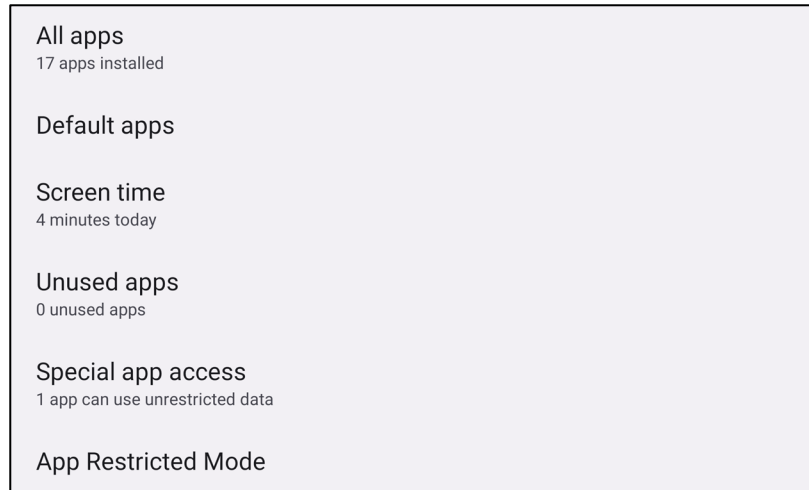 All apps
17 apps installed
Default apps
Screen time
4 minutes today
Unused apps
0 unused apps
Special app access
1 app can use unrestricted data
App Restricted Mode